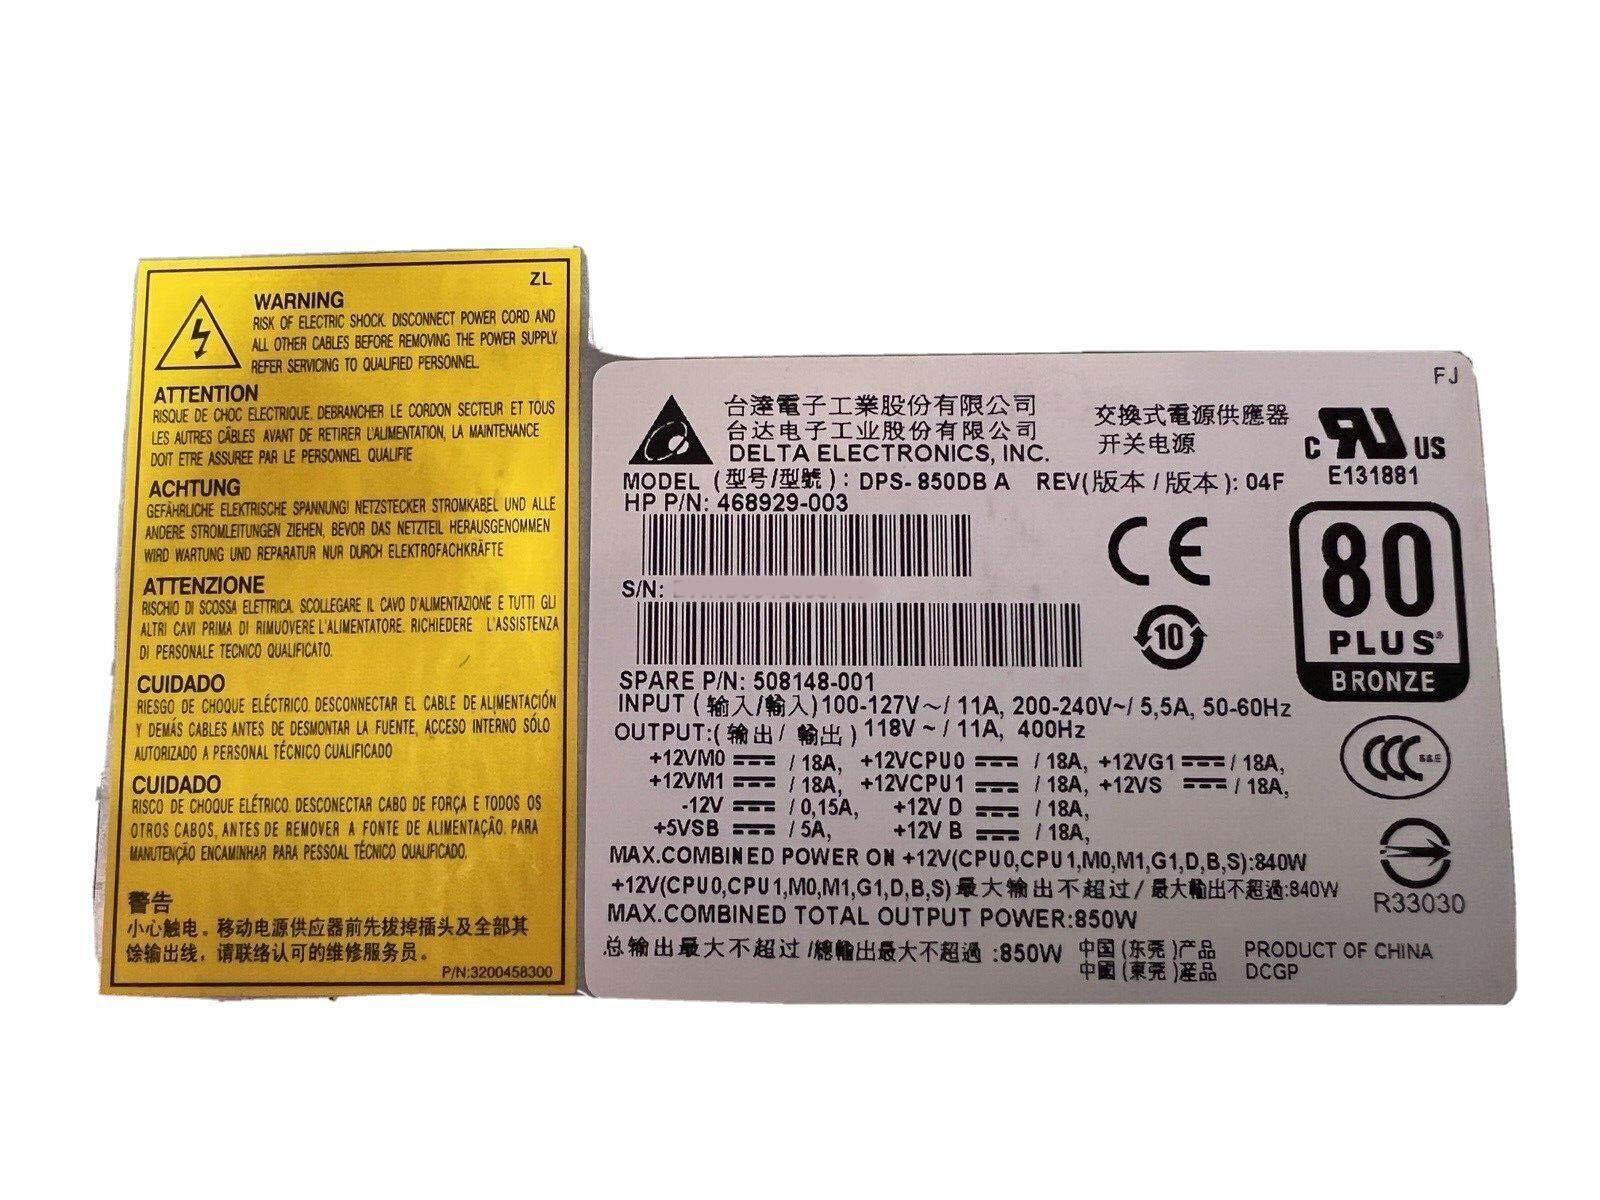 ZL
WARNING
RISK OF ELECTRIC SHOCK. DISCONNECT POWER CORD AND
ALL OTHER CABLES BEFORE REMOVING THE POWER SUPPLY.
REFER SERVICING TO QUALIFIED PERSONNEL.
ATTENTION
RISQUE DE CHOC ELECTRIQUE. DEBRANCHER LE CORDON SECTEUR ET TOUS
LES AUTRES CÂBLES AVANT DE RETIRER L'ALIMENTATION, LA MAINTENANCE
DOIT ETRE ASSUREE PAR LE PERSONNEL QUALIFIE
ACHTUNG
GEFÄHRLICHE ELEKTRISCHE SPANNUNG! NETZSTECKER STROMKABEL UND ALLE
ANDERE STROMLEITUNGEN ZIEHEN, BEVOR DAS NETZTEIL HERAUSGENOMMEN
WIRD WARTUNG UND REPARATUR NUR DURCH ELEKTROFACHKRÄFTE
ATTENZIONE
RISCHIO DI SCOSSA ELETTRICA. SCOLLEGARE IL CAVO D'ALIMENTAZIONE E TUTTI GLI
ALTRI CAVI PRIMA DI RIMUOVERE L'ALIMENTATORE. RICHIEDERE L'ASSISTENZA
DI PERSONALE TECNICO QUALIFICATO.
CUIDADO
RIESGO DE CHOQUE ELÉCTRICO. DESCONNECTAR EL CABLE DE ALIMENTACIÓN
Y DEMÁS CABLES ANTES DE DESMONTAR LA FUENTE, ACCESO INTERNO SÓLO
AUTORIZADO A PERSONAL TÉCNICO CUALIFICADO
CUIDADO
RISCO DE CHOQUE ELÉTRICO. DESCONECTAR CABO DE FORÇA E TODOS OS
OTROS CABOS, ANTES DE REMOVER A FONTE DE ALIMENTAÇÃO. PARA
MANUTENÇÃO ENCAMINHAR PARA PESSOAL TÉCNICO QUALIFICADO.
警告
小心触电。移动电源供应器前先拔掉插头及全部其
馀输出线，请联络认可的维修服务员。
P/N:3200458300
FJ
台達電子工業股份有限公司
台达电子工业股份有限公司
DELTA ELECTRONICS, INC.
交換式電源供應器
开关电源
C RU US
E131881
MODEL (型号/型號): DPS-850DB A REV(版本/版本): 04F
HP P/N: 468929-003
CE
80
PLUS®
BRONZE
S/N:
10
SPARE P/N: 508148-001
INPUT (输入/輸入)100-127V~/ 11A, 200-240V~/ 5,5A, 50-60Hz
OUTPUT:(输出/輸出) 118V ~/ 11A, 400Hz
+12VM0 / 18A, +12VCPU0 / 18A, +12VG1 / 18A,
+12VM1 / 18A, +12VCPU1 / 18A, +12VS / 18A,
-12V / 0,15A, +12V D / 18A,
+5VSB / 5A, +12V B / 18A,
CCC S&E
MAX.COMBINED POWER ON +12V(CPU0,CPU1,M0,M1,G1,D,B,S):840W
+12V(CPU0,CPU1,M0,M1,G1,D,B,S)最大输出不超过/最大輸出不超過:840W
R33030
MAX.COMBINED TOTAL OUTPUT POWER:850W
总输出最大不超过/總輸出最大不超過:850W
中国(东莞)产品 PRODUCT OF CHINA
中國(東莞)産品 DCGP